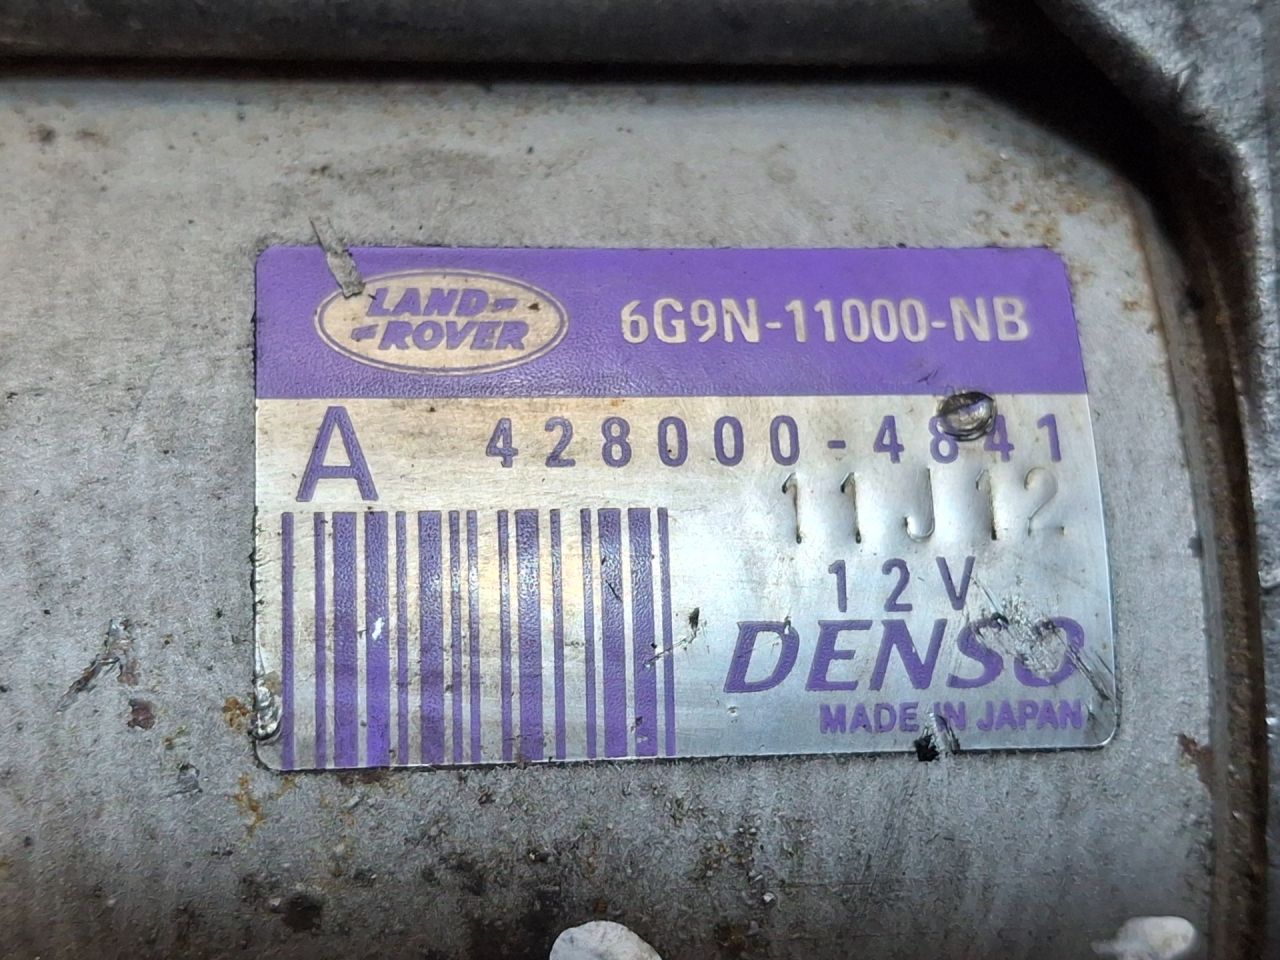 LAND
ROVER
6G9N-11000-NB
A 428000-4841
11J12
12V
DENSO
MADE IN JAPAN